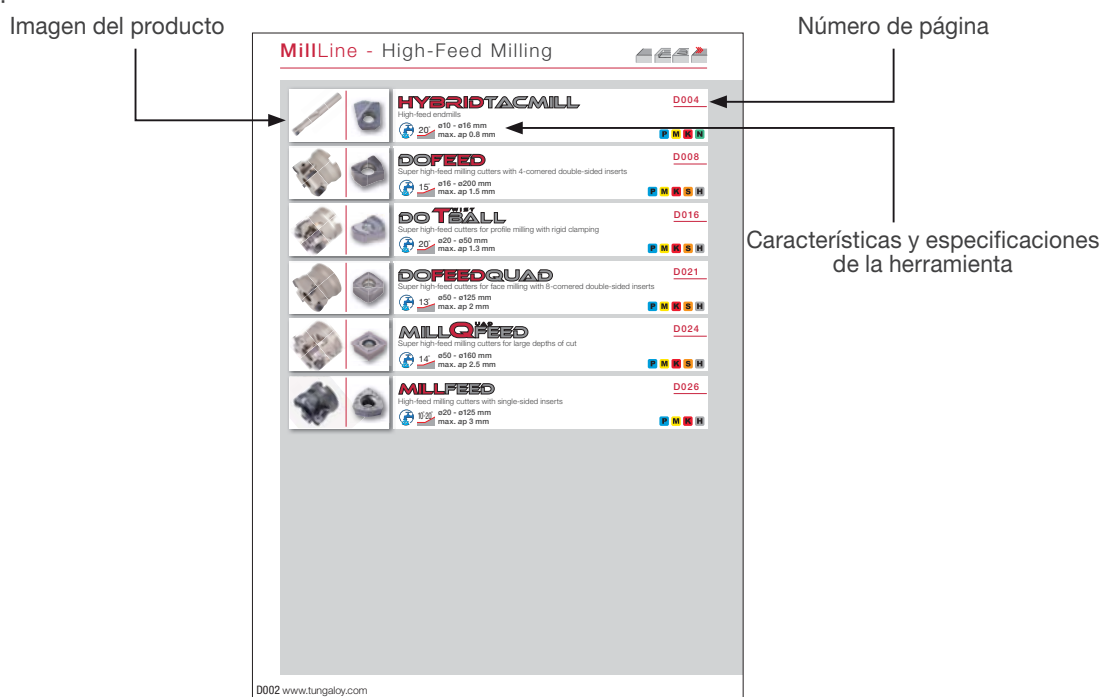 Imagen del producto
Número de página
MillLine - High-Feed Milling
HYBRIDTACMILL
D004
High-feed endmills
20° ø10 - ø16 mm
max. ap 0.8 mm
P M K N
DOFEED
D008
Super high-feed milling cutters with 4-cornered double-sided inserts
15° ø16 - ø200 mm
max. ap 1.5 mm
P M K S H
DO TWISTBALL
D016
Super high-feed cutters for profile milling with rigid clamping
20° ø20 - ø50 mm
max. ap 1.3 mm
P M K S H
Características y especificaciones
de la herramienta
DOFEEDQUAD
D021
Super high-feed cutters for face milling with 8-cornered double-sided inserts
13° ø50 - ø125 mm
max. ap 2 mm
P M K S H
MILLQUADFEED
D024
Super high-feed milling cutters for large depths of cut
14° ø50 - ø160 mm
max. ap 2.5 mm
P M K S H
MILLFEED
D026
High-feed milling cutters with single-sided inserts
10°-20° ø20 - ø125 mm
max. ap 3 mm
P M K H
D002 www.tungaloy.com